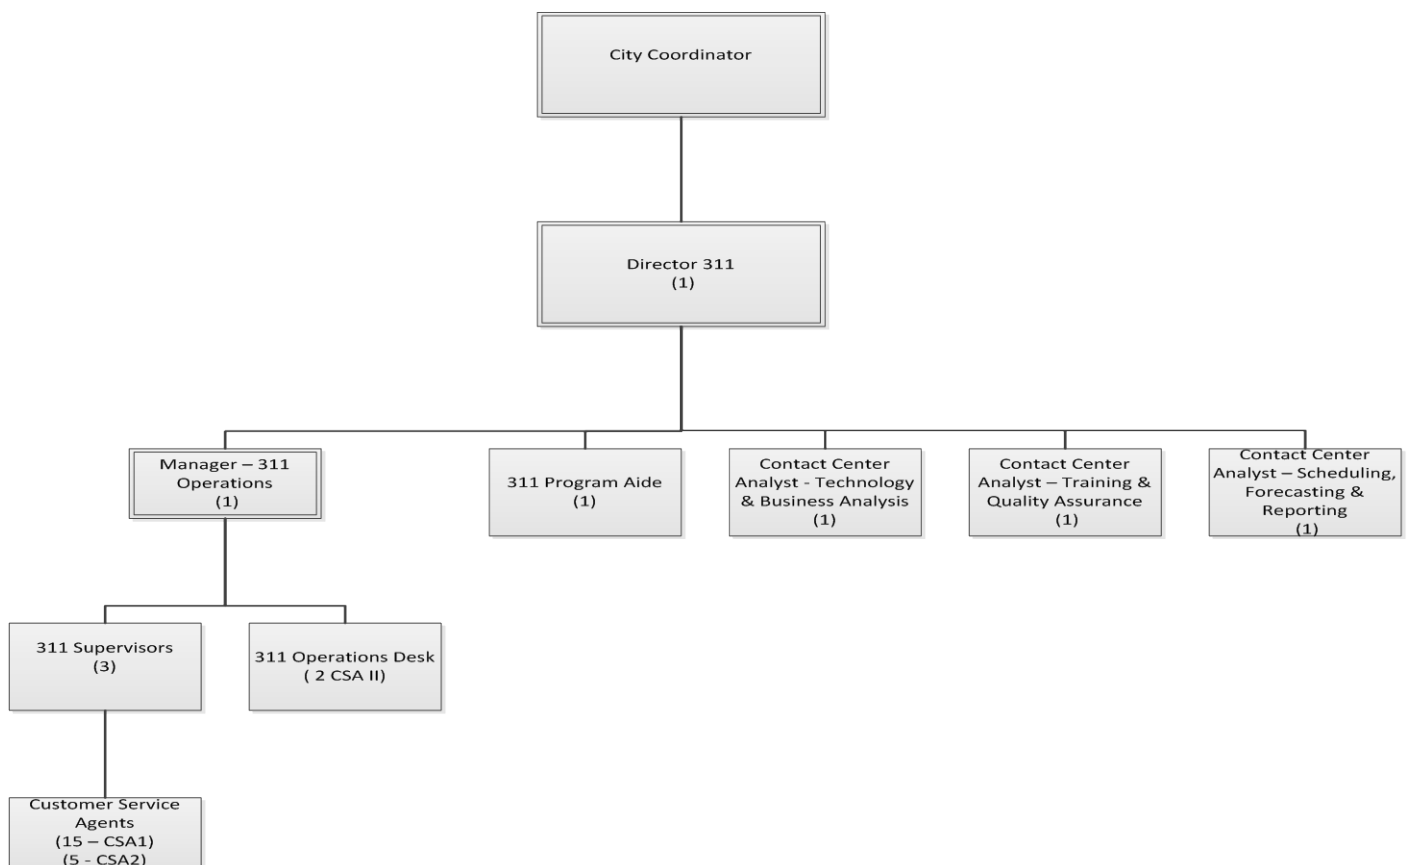 City Coordinator
Director 311
(1)
Manager – 311
Operations
(1)
311 Program Aide
(1)
Contact Center
Analyst - Technology
& Business Analysis
(1)
Contact Center
Analyst – Training &
Quality Assurance
(1)
Contact Center
Analyst – Scheduling,
Forecasting &
Reporting
(1)
311 Supervisors
(3)
311 Operations Desk
( 2 CSA II)
Customer Service
Agents
(15 – CSA1)
(5 - CSA2)